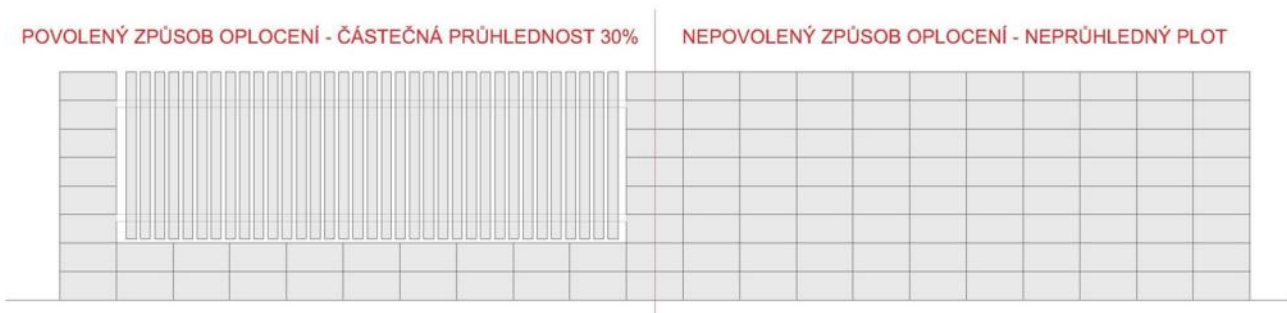 POVOLENÝ ZPŮSOB OPLOCENÍ - ČÁSTEČNÁ PRŮHLEDNOST 30%
NEPOVOLENÝ ZPŮSOB OPLOCENÍ - NEPRŮHLEDNÝ PLOT